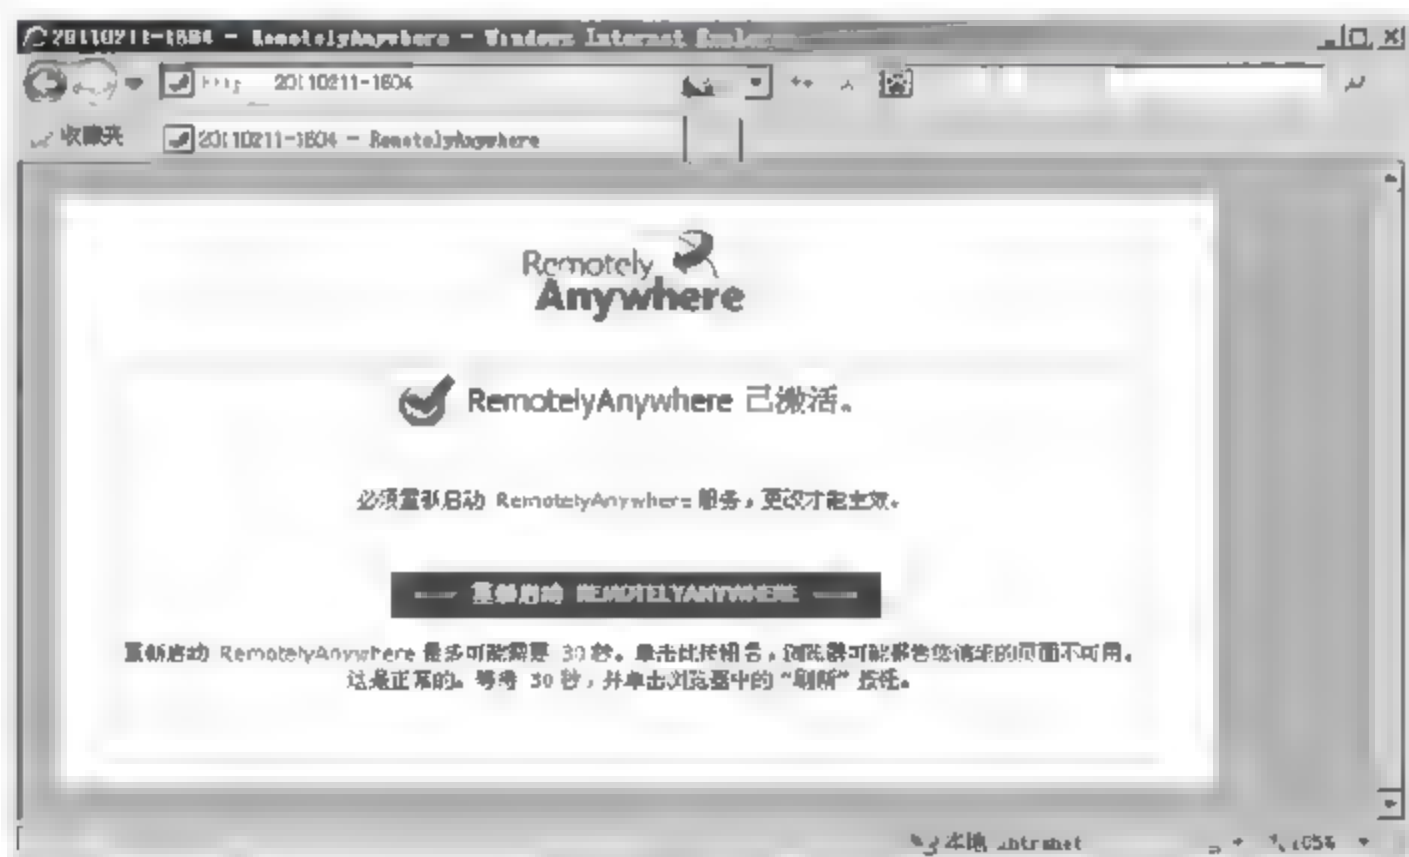 20110211-1604 - RemotelyAnywhere - Windows Internet Explorer
20110211-1604
收藏夹
20110211-1604 - RemotelyAnywhere
Remotely
Anywhere
RemotelyAnywhere 已激活。
必须重新启动 RemotelyAnywhere 服务，更改才能生效。
重新启动 REMOTELYANYWHERE
重新启动 RemotelyAnywhere 最多可能需要 30 秒。单击此按钮后，浏览器可能报告您请求的页面不可用。
这是正常的。等待 30 秒，并单击浏览器中的“刷新”按钮。
本地 intranet
105%